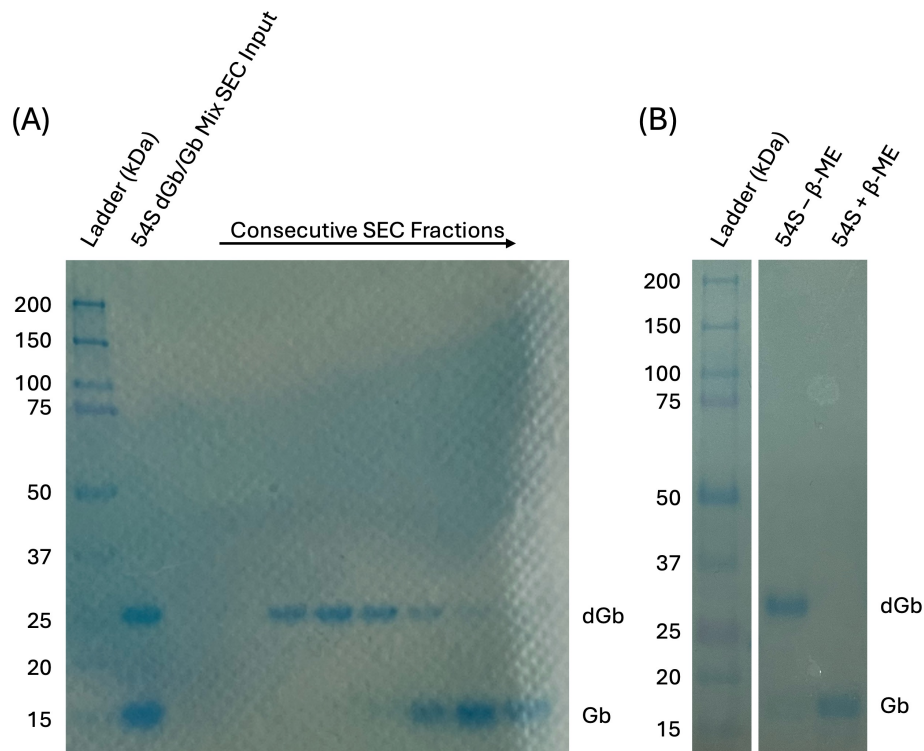 (A)
Ladder (kDa)
54S dGb/Gb Mix SEC Input
Consecutive SEC Fractions
200
150
100
75
50
37
25
20
15
dGb
Gb
(B)
Ladder (kDa)
54S – β-ME
54S + β-ME
200
150
100
75
50
37
25
20
15
dGb
Gb